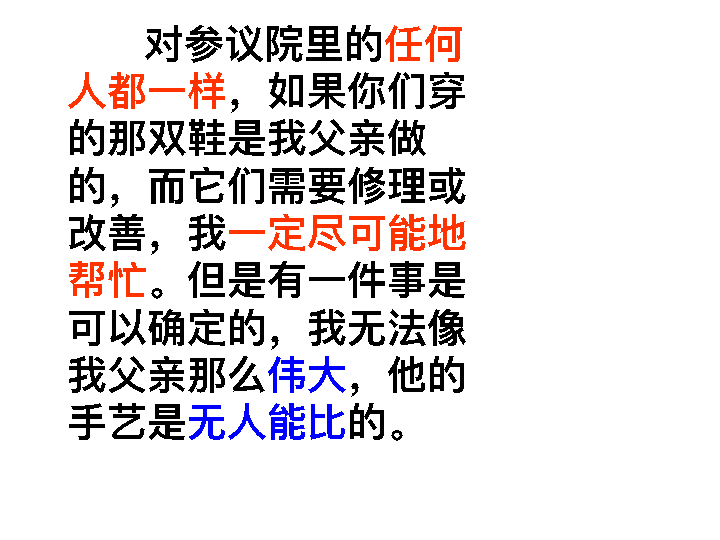 对参议院里的任何
人都一样，如果你们穿
的那双鞋是我父亲做
的，而它们需要修理或
改善，我一定尽可能地
帮忙。但是有一件事是
可以确定的，我无法像
我父亲那么伟大，他的
手艺是无人能比的。